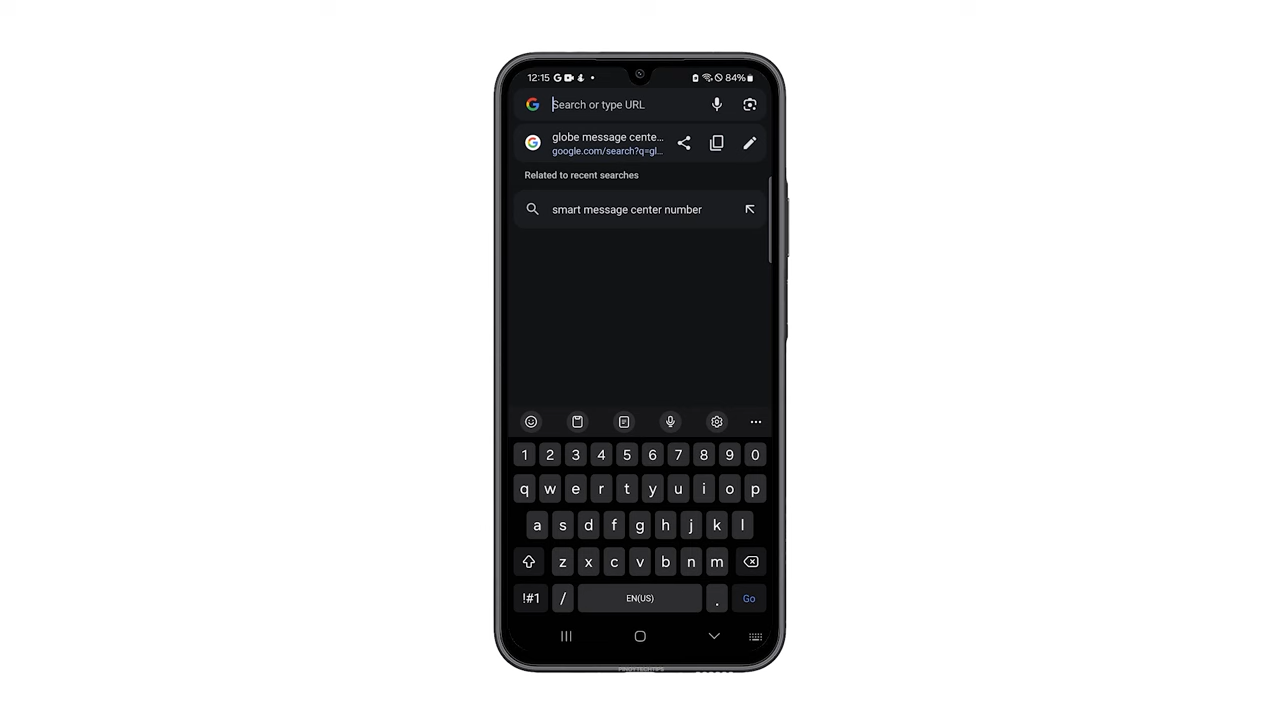 12:15 84%
Search or type URL
globe message cente...
google.com/search?q=gl...
Related to recent searches
smart message center number
1 2 3 4 5 6 7 8 9 0
q w e r t y u i o p
a s d f g h j k l
z x c v b n m
!#1 / EN(US) . Go